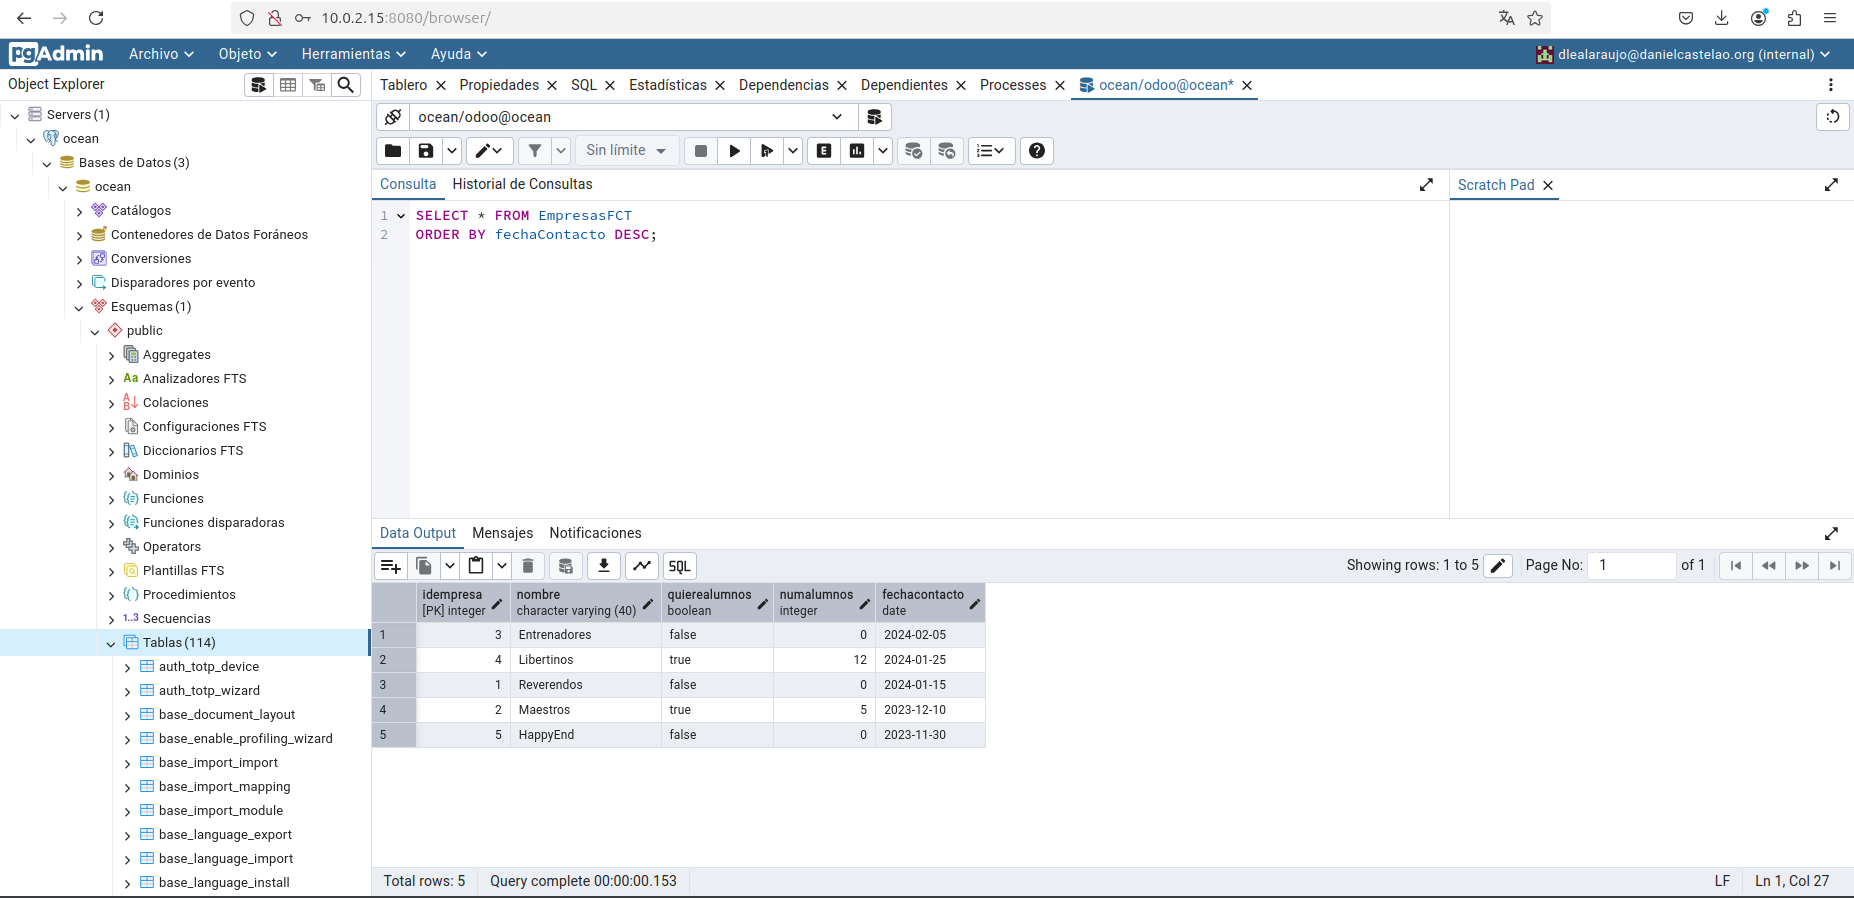 10.0.2.15:8080/browser/
pgAdmin Archivo Objeto Herramientas Ayuda dlealaraujo@danielcastelao.org (internal)
Object Explorer
Tablero Propiedades SQL Estadísticas Dependencias Dependientes Processes ocean/odoo@ocean*
Servers (1)
ocean
Bases de Datos (3)
ocean
Catálogos
Contenedores de Datos Foráneos
Conversiones
Disparadores por evento
Esquemas (1)
public
Aggregates
Aa Analizadores FTS
Colaciones
Configuraciones FTS
Diccionarios FTS
Dominios
Funciones
Funciones disparadoras
Operators
Plantillas FTS
Procedimientos
1..3 Secuencias
Tablas (114)
auth_totp_device
auth_totp_wizard
base_document_layout
base_enable_profiling_wizard
base_import_import
base_import_mapping
base_import_module
base_language_export
base_language_import
base_language_install
ocean/odoo@ocean
Sin límite
Consulta Historial de Consultas
Scratch Pad
1 SELECT * FROM EmpresasFCT
2 ORDER BY fechaContacto DESC;
Data Output Mensajes Notificaciones
SQL Showing rows: 1 to 5 Page No: 1 of 1
idempresa nombre quierealumnos numalumnos fechacontacto
[PK] integer character varying (40) boolean integer date
1 3 Entrenadores false 0 2024-02-05
2 4 Libertinos true 12 2024-01-25
3 1 Reverendos false 0 2024-01-15
4 2 Maestros true 5 2023-12-10
5 5 HappyEnd false 0 2023-11-30
Total rows: 5 Query complete 00:00:00.153 LF Ln 1, Col 27